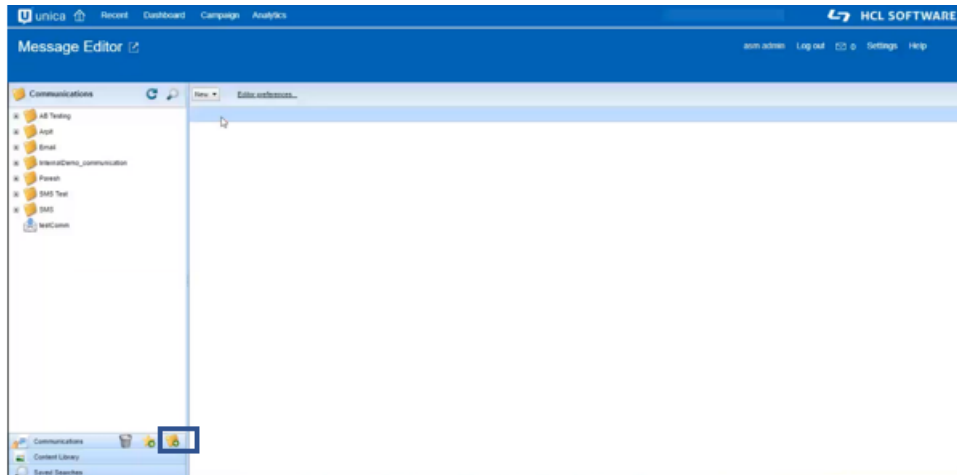 unica Recent Dashboard Campaign Analytics HCL SOFTWARE
Message Editor asm admin Log out 0 Settings Help
Communications New Editor preferences...
AB Testing
Arpit
Email
InternalDemo_communication
Paresh
SMS Test
SMS
testComm
Communications
Content Library
Saved Searches